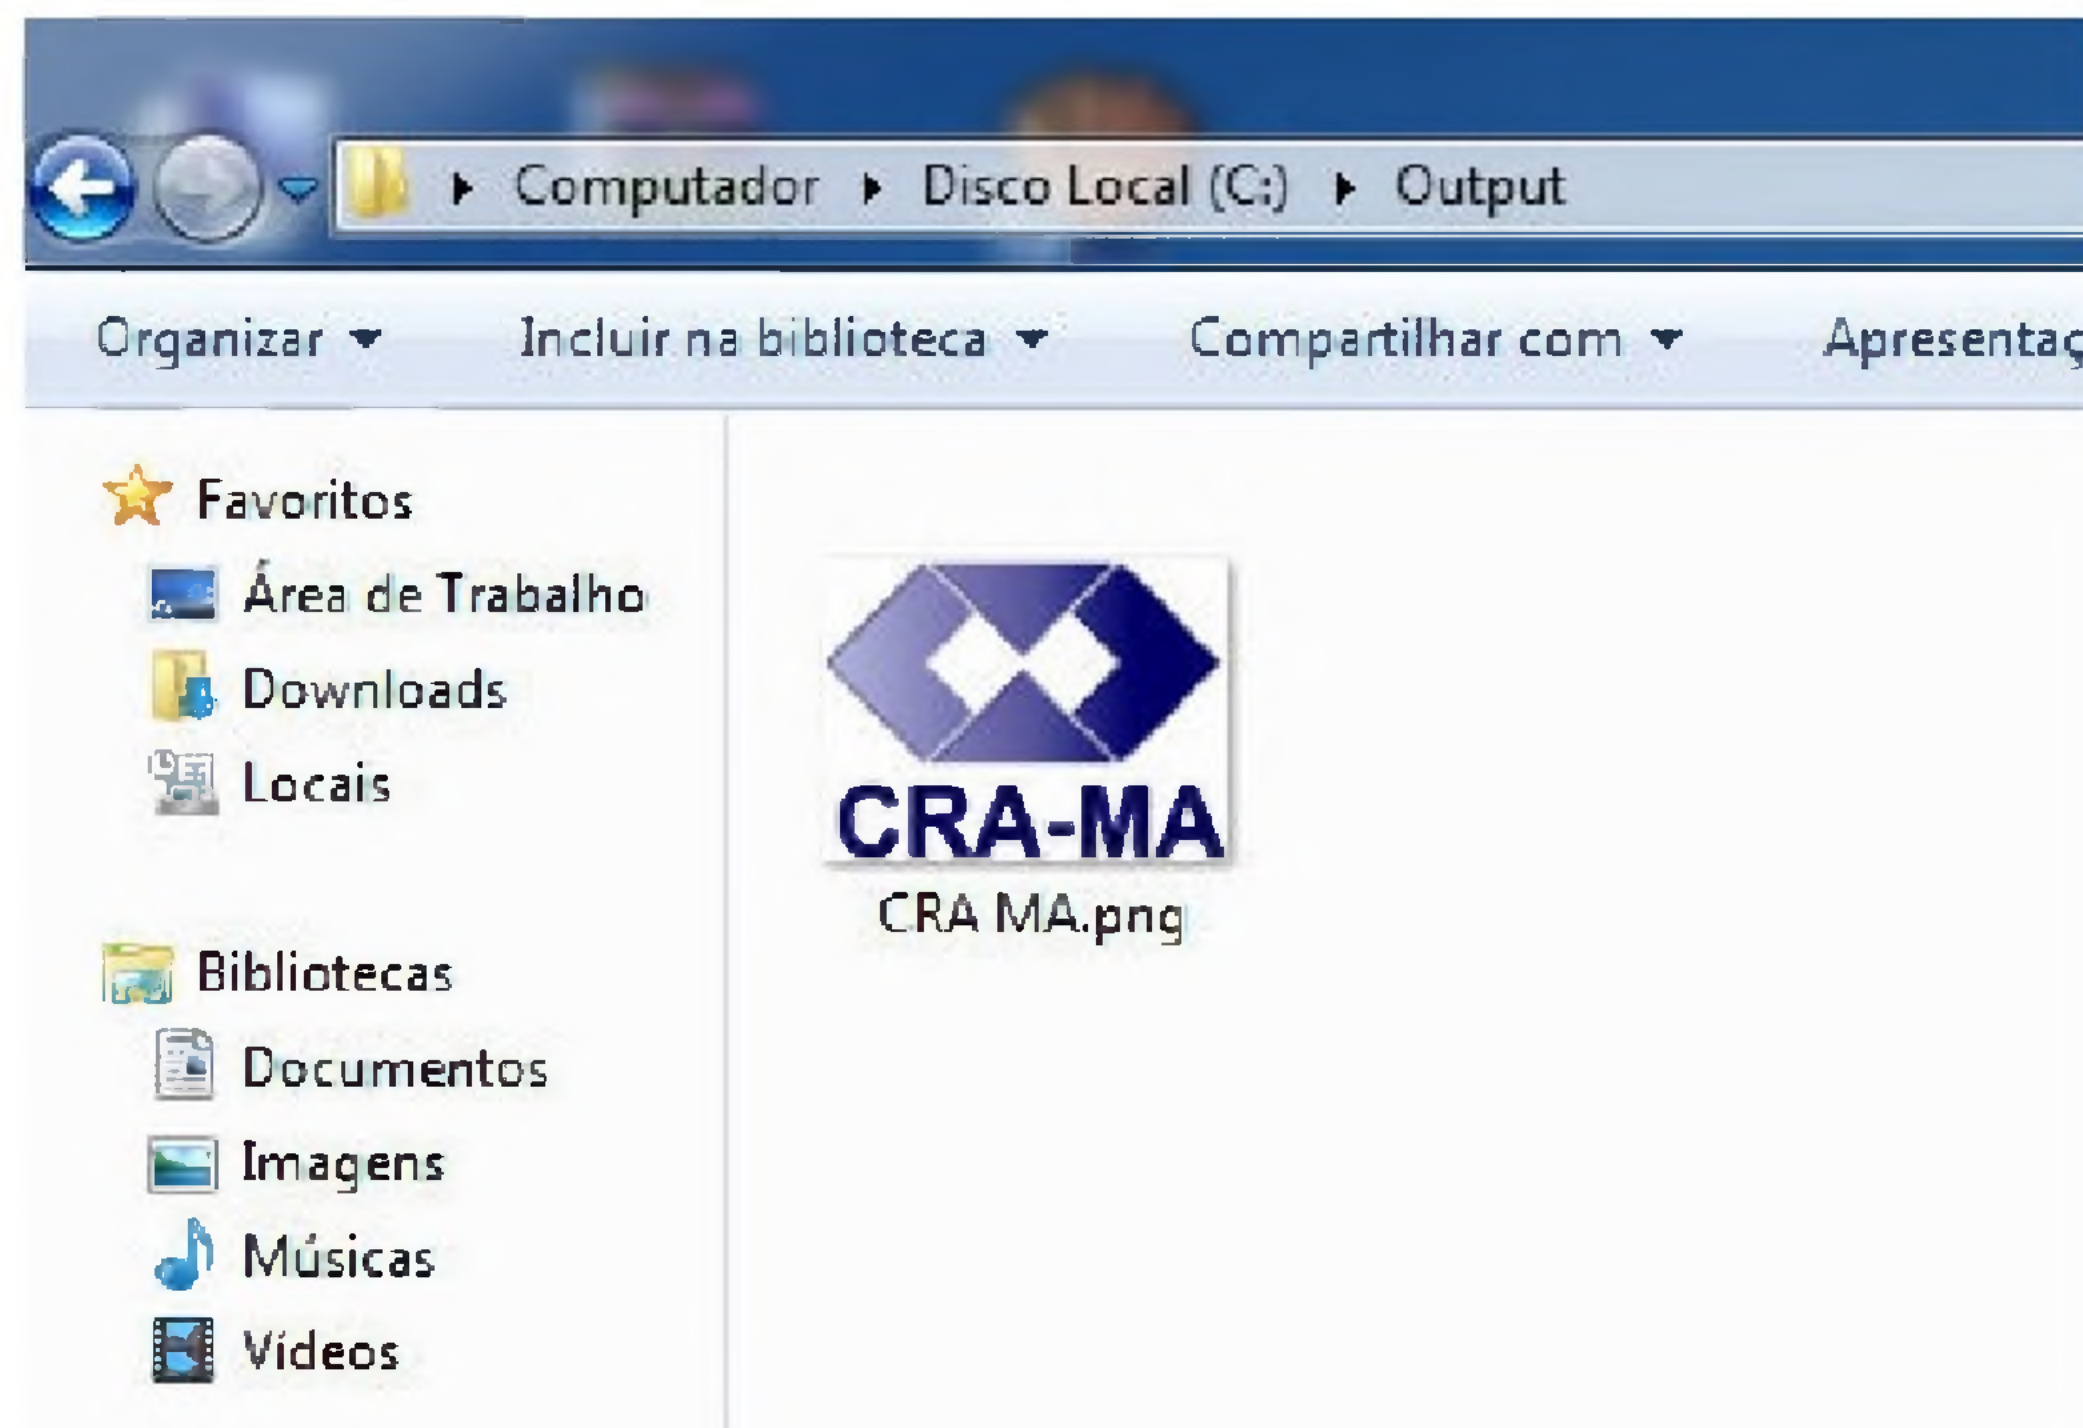 Computador Disco Local (C:) Output
Organizar Incluir na biblioteca Compartilhar com Apresentaç
Favoritos
Área de Trabalho
Downloads
Locais
Bibliotecas
Documentos
Imagens
Músicas
Vídeos
CRA-MA
CRA MA.png